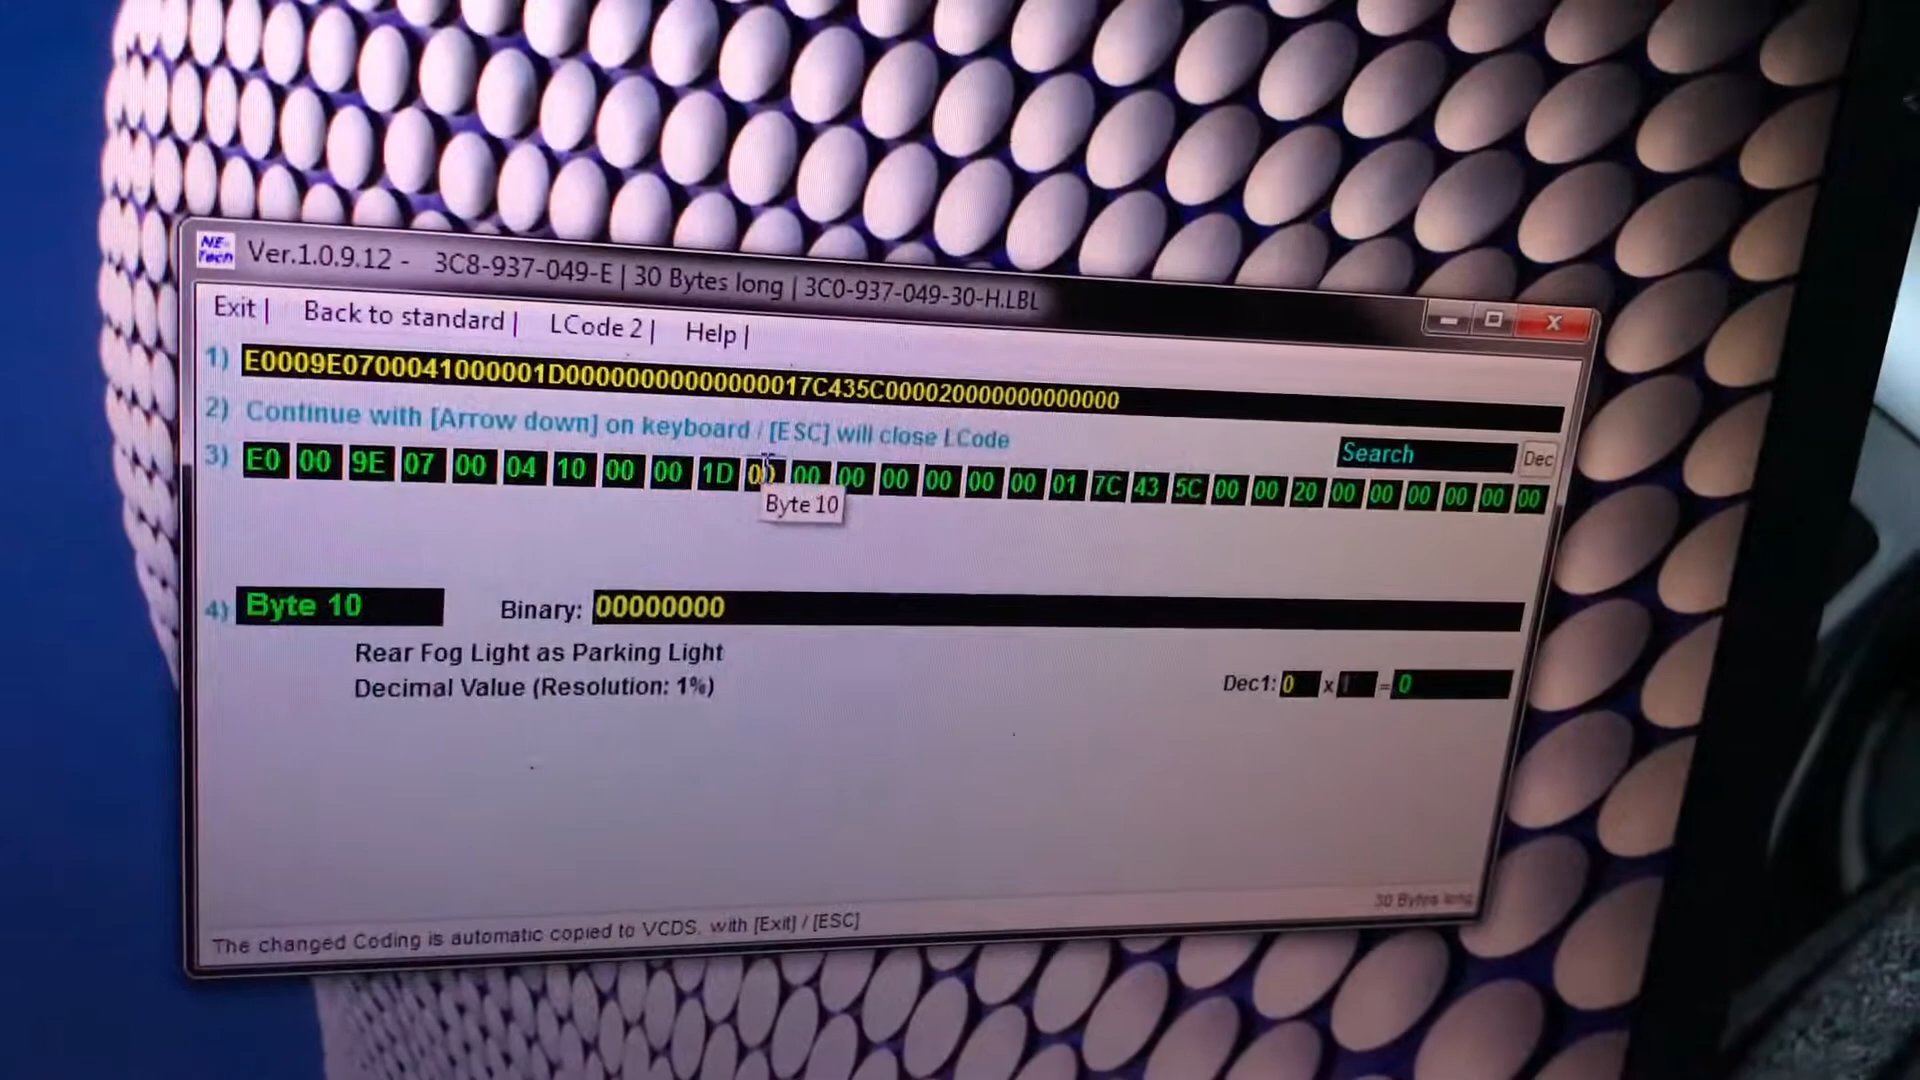 NE-Tech Ver.1.0.9.12 - 3C8-937-049-E | 30 Bytes long | 3C0-937-049-30-H.LBL
Exit | Back to standard | LCode 2 | Help |
1) E0009E0700041000001D00000000000000017C435C000020000000000000
2) Continue with [Arrow down] on keyboard / [ESC] will close LCode
Search Dec
3) E0 00 9E 07 00 04 10 00 00 1D 00 00 00 00 00 00 00 01 7C 43 5C 00 00 20 00 00 00 00 00 00
Byte 10
4) Byte 10 Binary: 00000000
Rear Fog Light as Parking Light
Decimal Value (Resolution: 1%)
Dec1: 0 x = 0
30 Bytes long
The changed Coding is automatic copied to VCDS, with [Exit] / [ESC]